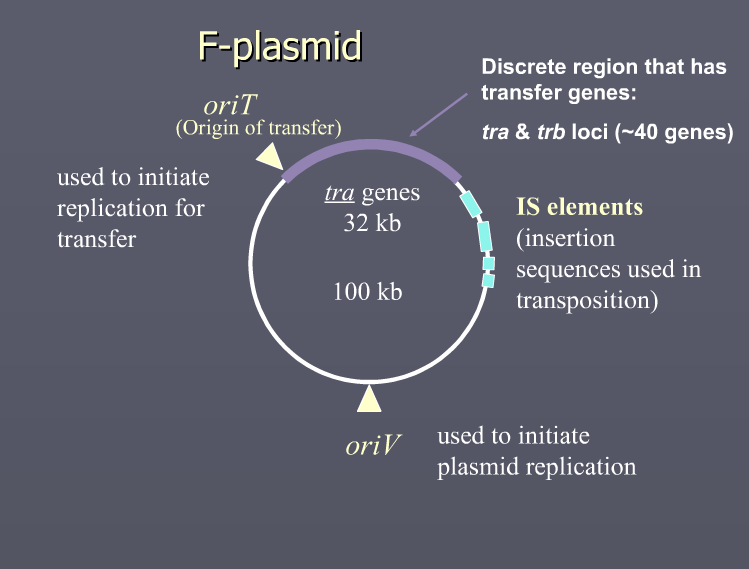 F-plasmid
Discrete region that has
transfer genes:
tra & trb loci (~40 genes)
oriT
(Origin of transfer)
used to initiate
replication for
transfer
tra genes
32 kb
100 kb
IS elements
(insertion
sequences used in
transposition)
oriV
used to initiate
plasmid replication